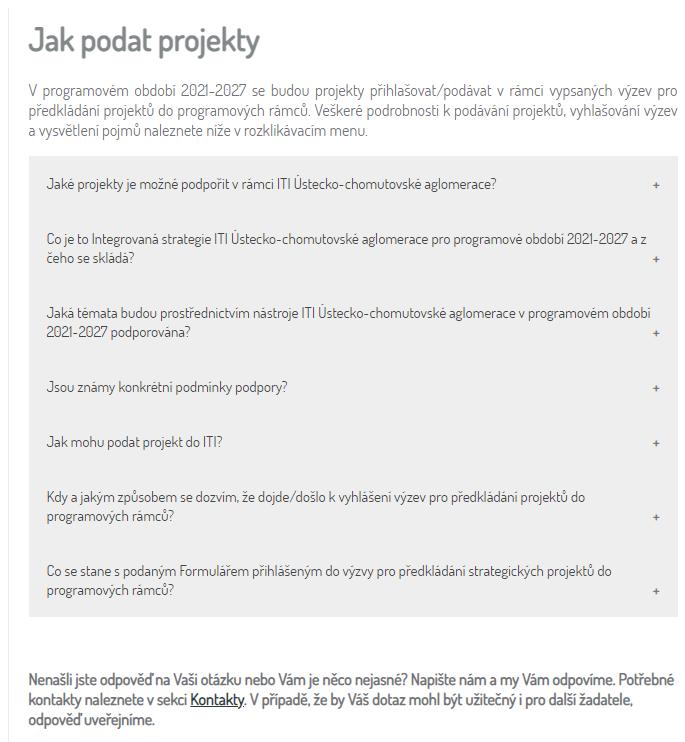 Jak podat projekty
V programovém období 2021-2027 se budou projekty přihlašovat/podávat v rámci vypsaných výzev pro
předkládání projektů do programových rámců. Veškeré podrobnosti k podávání projektů, vyhlašování výzev
a vysvětlení pojmů naleznete níže v rozklikávacím menu.
Jaké projekty je možné podpořit v rámci ITI Ústecko-chomutovské aglomerace? +
Co je to Integrovaná strategie ITI Ústecko-chomutovské aglomerace pro programové období 2021-2027 a z
čeho se skládá? +
Jaká témata budou prostřednictvím nástroje ITI Ústecko-chomutovské aglomerace v programovém období
2021-2027 podporována? +
Jsou známy konkrétní podmínky podpory? +
Jak mohu podat projekt do ITI? +
Kdy a jakým způsobem se dozvím, že dojde/došlo k vyhlášení výzev pro předkládání projektů do
programových rámců? +
Co se stane s podaným Formulářem přihlášeným do výzvy pro předkládání strategických projektů do
programových rámců? +
Nenašli jste odpověď na Vaši otázku nebo Vám je něco nejasné? Napište nám a my Vám odpovíme. Potřebné
kontakty naleznete v sekci Kontakty. V případě, že by Váš dotaz mohl být užitečný i pro další žadatele,
odpověď uveřejníme.